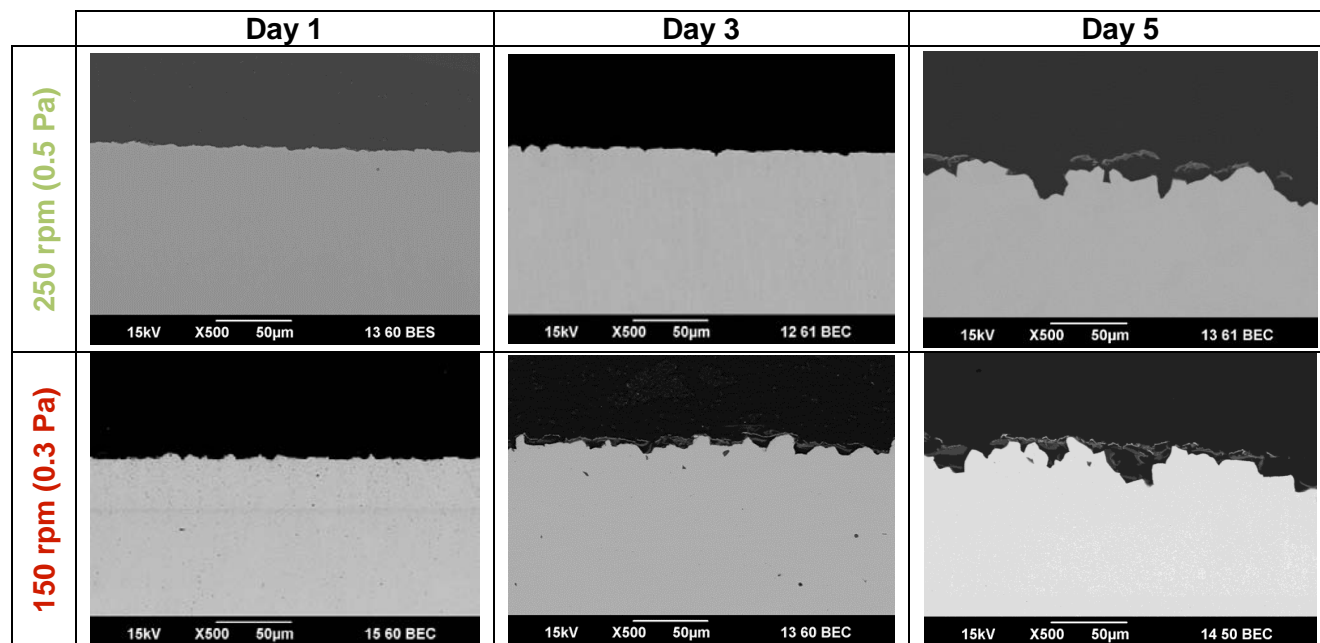 Day 1
Day 3
Day 5
250 rpm (0.5 Pa)
15kV X500 50µm 13 60 BES
15kV X500 50µm 12 61 BEC
15kV X500 50µm 13 61 BEC
150 rpm (0.3 Pa)
15kV X500 50µm 15 60 BEC
15kV X500 50µm 13 60 BEC
15kV X500 50µm 14 50 BEC